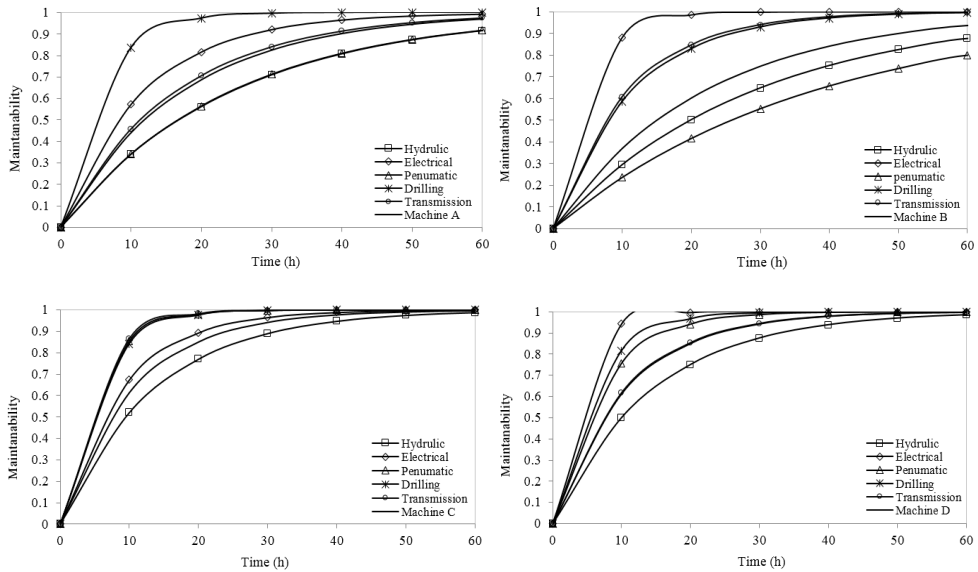 Maintanability
1
0.9
0.8
0.7
0.6
0.5
0.4
0.3
0.2
0.1
0
0 10 20 30 40 50 60
Time (h)
Hydrulic
Electrical
Penumatic
Drilling
Transmission
Machine A
Maintanability
1
0.9
0.8
0.7
0.6
0.5
0.4
0.3
0.2
0.1
0
0 10 20 30 40 50 60
Time (h)
Hydrulic
Electrical
penumatic
Drilling
Transmission
Machine B
Maintanability
1
0.9
0.8
0.7
0.6
0.5
0.4
0.3
0.2
0.1
0
0 10 20 30 40 50 60
Time (h)
Hydrulic
Electrical
Penumatic
Drilling
Transmission
Machine C
Maintanability
1
0.9
0.8
0.7
0.6
0.5
0.4
0.3
0.2
0.1
0
0 10 20 30 40 50 60
Time (h)
Hydrulic
Electrical
Penumatic
Drilling
Transmission
Machine D